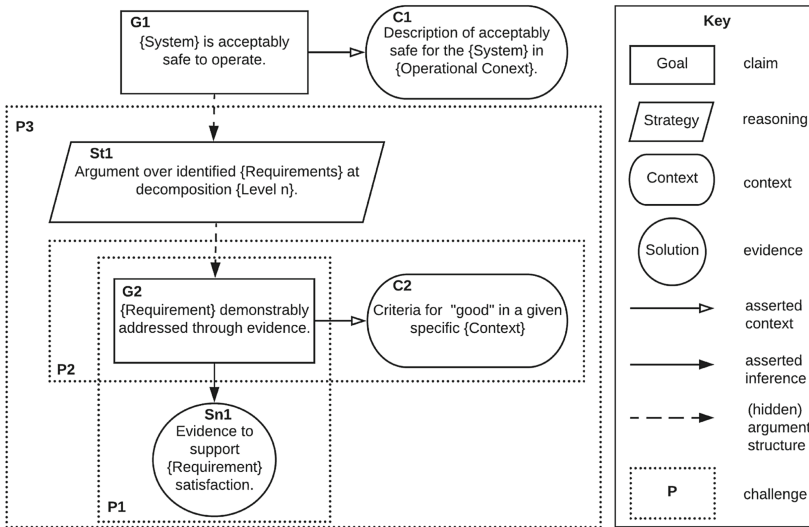 G1
{System} is acceptably
safe to operate.
C1
Description of acceptably
safe for the {System} in
{Operational Conext}.
P3
St1
Argument over identified {Requirements} at
decomposition {Level n}.
G2
{Requirement} demonstrably
addressed through evidence.
C2
Criteria for "good" in a given
specific {Context}
P2
Sn1
Evidence to
support
{Requirement}
satisfaction.
P1
Key
Goal
claim
Strategy
reasoning
Context
context
Solution
evidence
asserted
context
asserted
inference
(hidden)
argument
structure
P
challenge